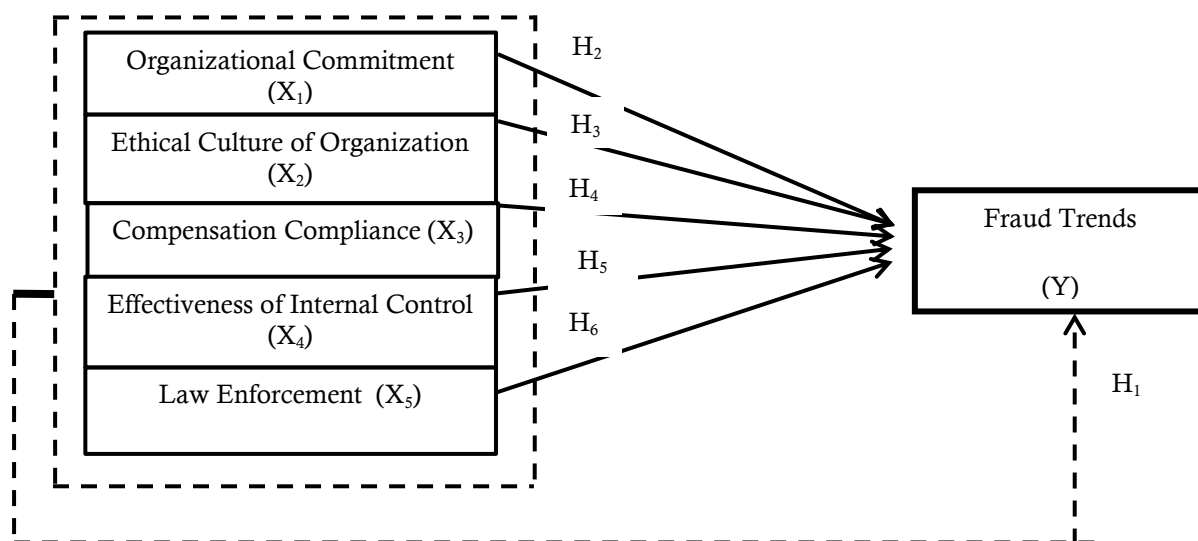 Organizational Commitment
(X₁)
Ethical Culture of Organization
(X₂)
Compensation Compliance (X₃)
Effectiveness of Internal Control
(X₄)
Law Enforcement (X₅)
H₂
H₃
H₄
H₅
H₆
Fraud Trends
(Y)
H₁